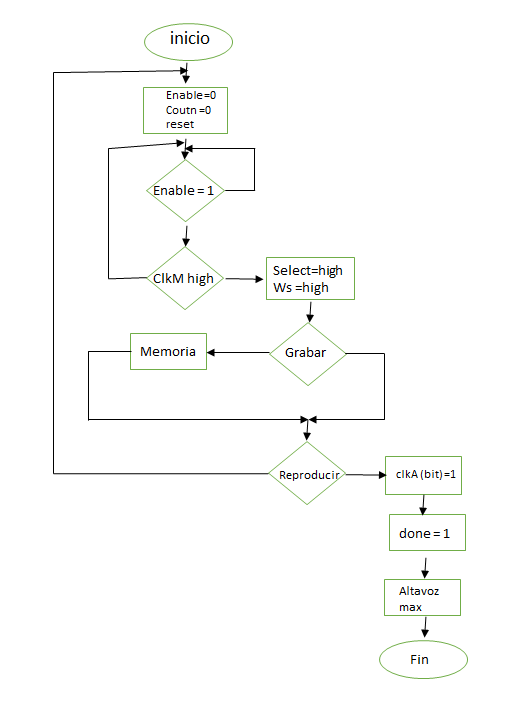 inicio
Enable=0
Coutn=0
reset
Enable = 1
ClkM high
Select=high
Ws =high
Memoria
Grabar
Reproducir
clkA (bit)=1
done = 1
Altavoz
max
Fin